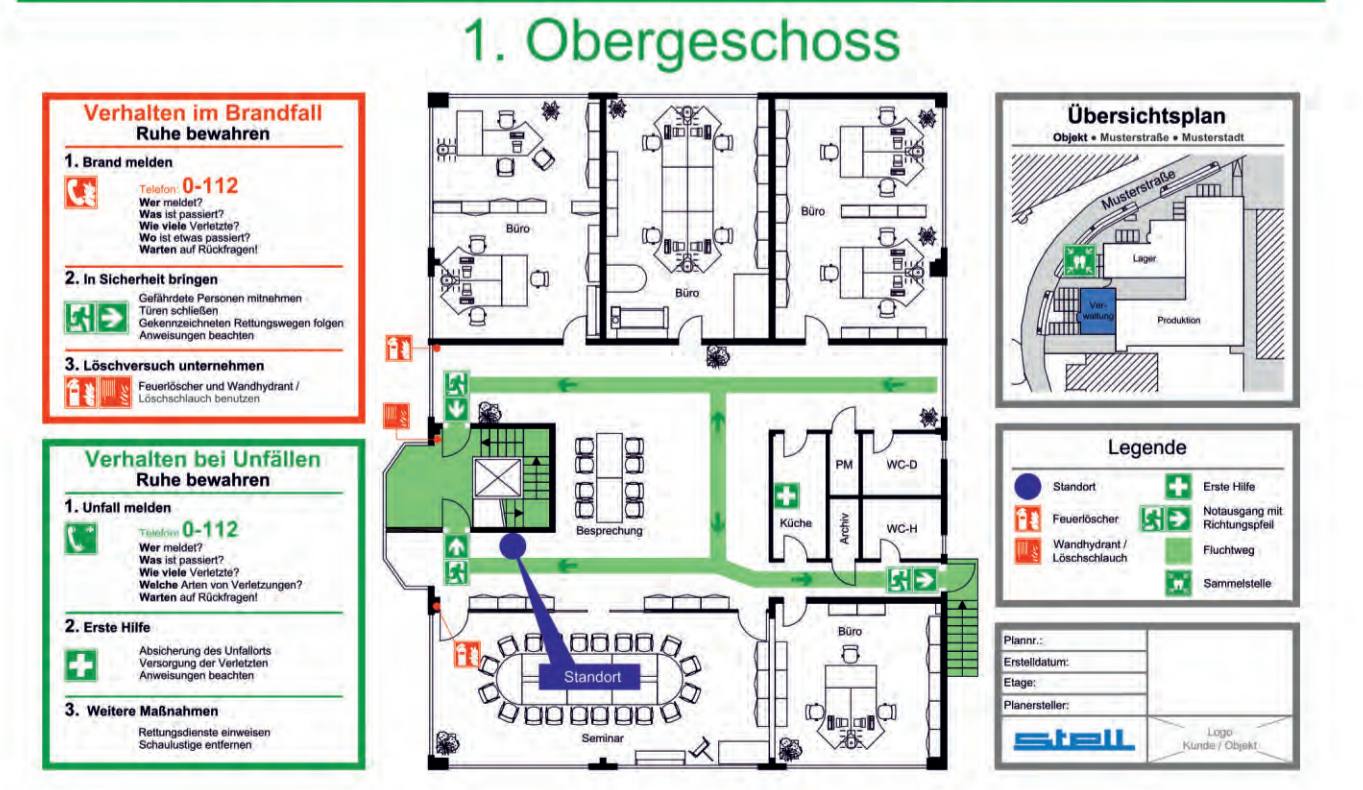 1. Obergeschoss
Verhalten im Brandfall
Ruhe bewahren
1. Brand melden
Telefon: 0-112
Wer meldet?
Was ist passiert?
Wie viele Verletzte?
Wo ist etwas passiert?
Warten auf Rückfragen!
2. In Sicherheit bringen
Gefährdete Personen mitnehmen
Türen schließen
Gekennzeichneten Rettungswegen folgen
Anweisungen beachten
3. Löschversuch unternehmen
Feuerlöscher und Wandhydrant /
Löschschlauch benutzen
Verhalten bei Unfällen
Ruhe bewahren
1. Unfall melden
Telefon: 0-112
Wer meldet?
Was ist passiert?
Wie viele Verletzte?
Welche Arten von Verletzungen?
Warten auf Rückfragen!
2. Erste Hilfe
Absicherung des Unfallorts
Versorgung der Verletzten
Anweisungen beachten
3. Weitere Maßnahmen
Rettungsdienste einweisen
Schaulustige entfernen
Büro
Büro
Büro
Besprechung
Küche
PM
Archiv
WC-D
WC-H
Büro
Standort
Seminar
Übersichtsplan
Objekt • Musterstraße • Musterstadt
Musterstraße
Lager
Ver-
waltung
Produktion
Legende
Standort
Feuerlöscher
Wandhydrant /
Löschschlauch
Erste Hilfe
Notausgang mit
Richtungspfeil
Fluchtweg
Sammelstelle
Plannr.:
Erstelldatum:
Etage:
Planersteller:
stell
Logo
Kunde / Objekt